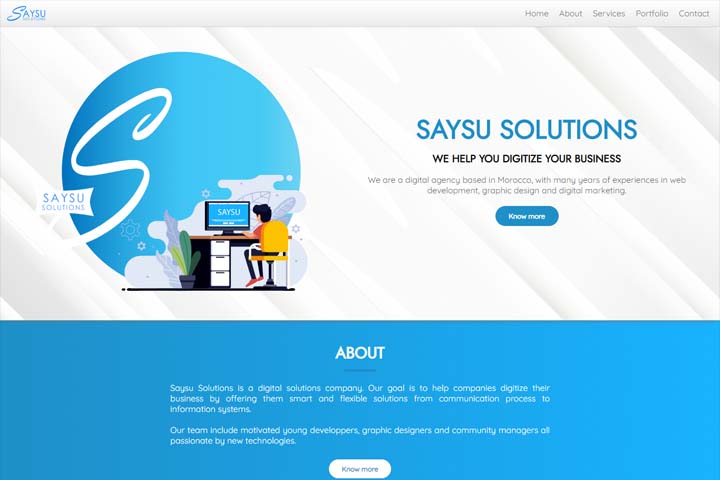 SAYSU
SOLUTIONS
Home About Services Portfolio Contact
SAYSU SOLUTIONS
WE HELP YOU DIGITIZE YOUR BUSINESS
We are a digital agency based in Morocco, with many years of experiences in web
development, graphic design and digital marketing.
Know more
SAYSU
SOLUTIONS
SAYSU
ABOUT
Saysu Solutions is a digital solutions company. Our goal is to help companies digitize their
business by offering them smart and flexible solutions from communication process to
information systems.
Our team include motivated young developpers, graphic designers and community managers all
passionate by new technologies.
Know more